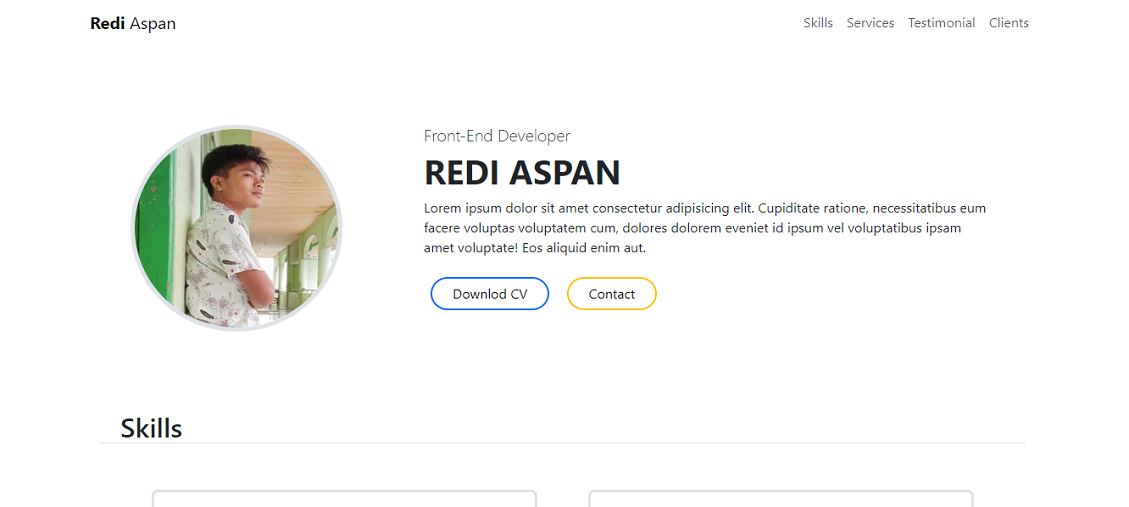 Redi Aspan
Skills Services Testimonial Clients
Front-End Developer
REDI ASPAN
Lorem ipsum dolor sit amet consectetur adipisicing elit. Cupiditate ratione, necessitatibus eum
facere voluptas voluptatem cum, dolores dolorem eveniet id ipsum vel voluptatibus ipsam
amet voluptate! Eos aliquid enim aut.
Downlod CV Contact
Skills